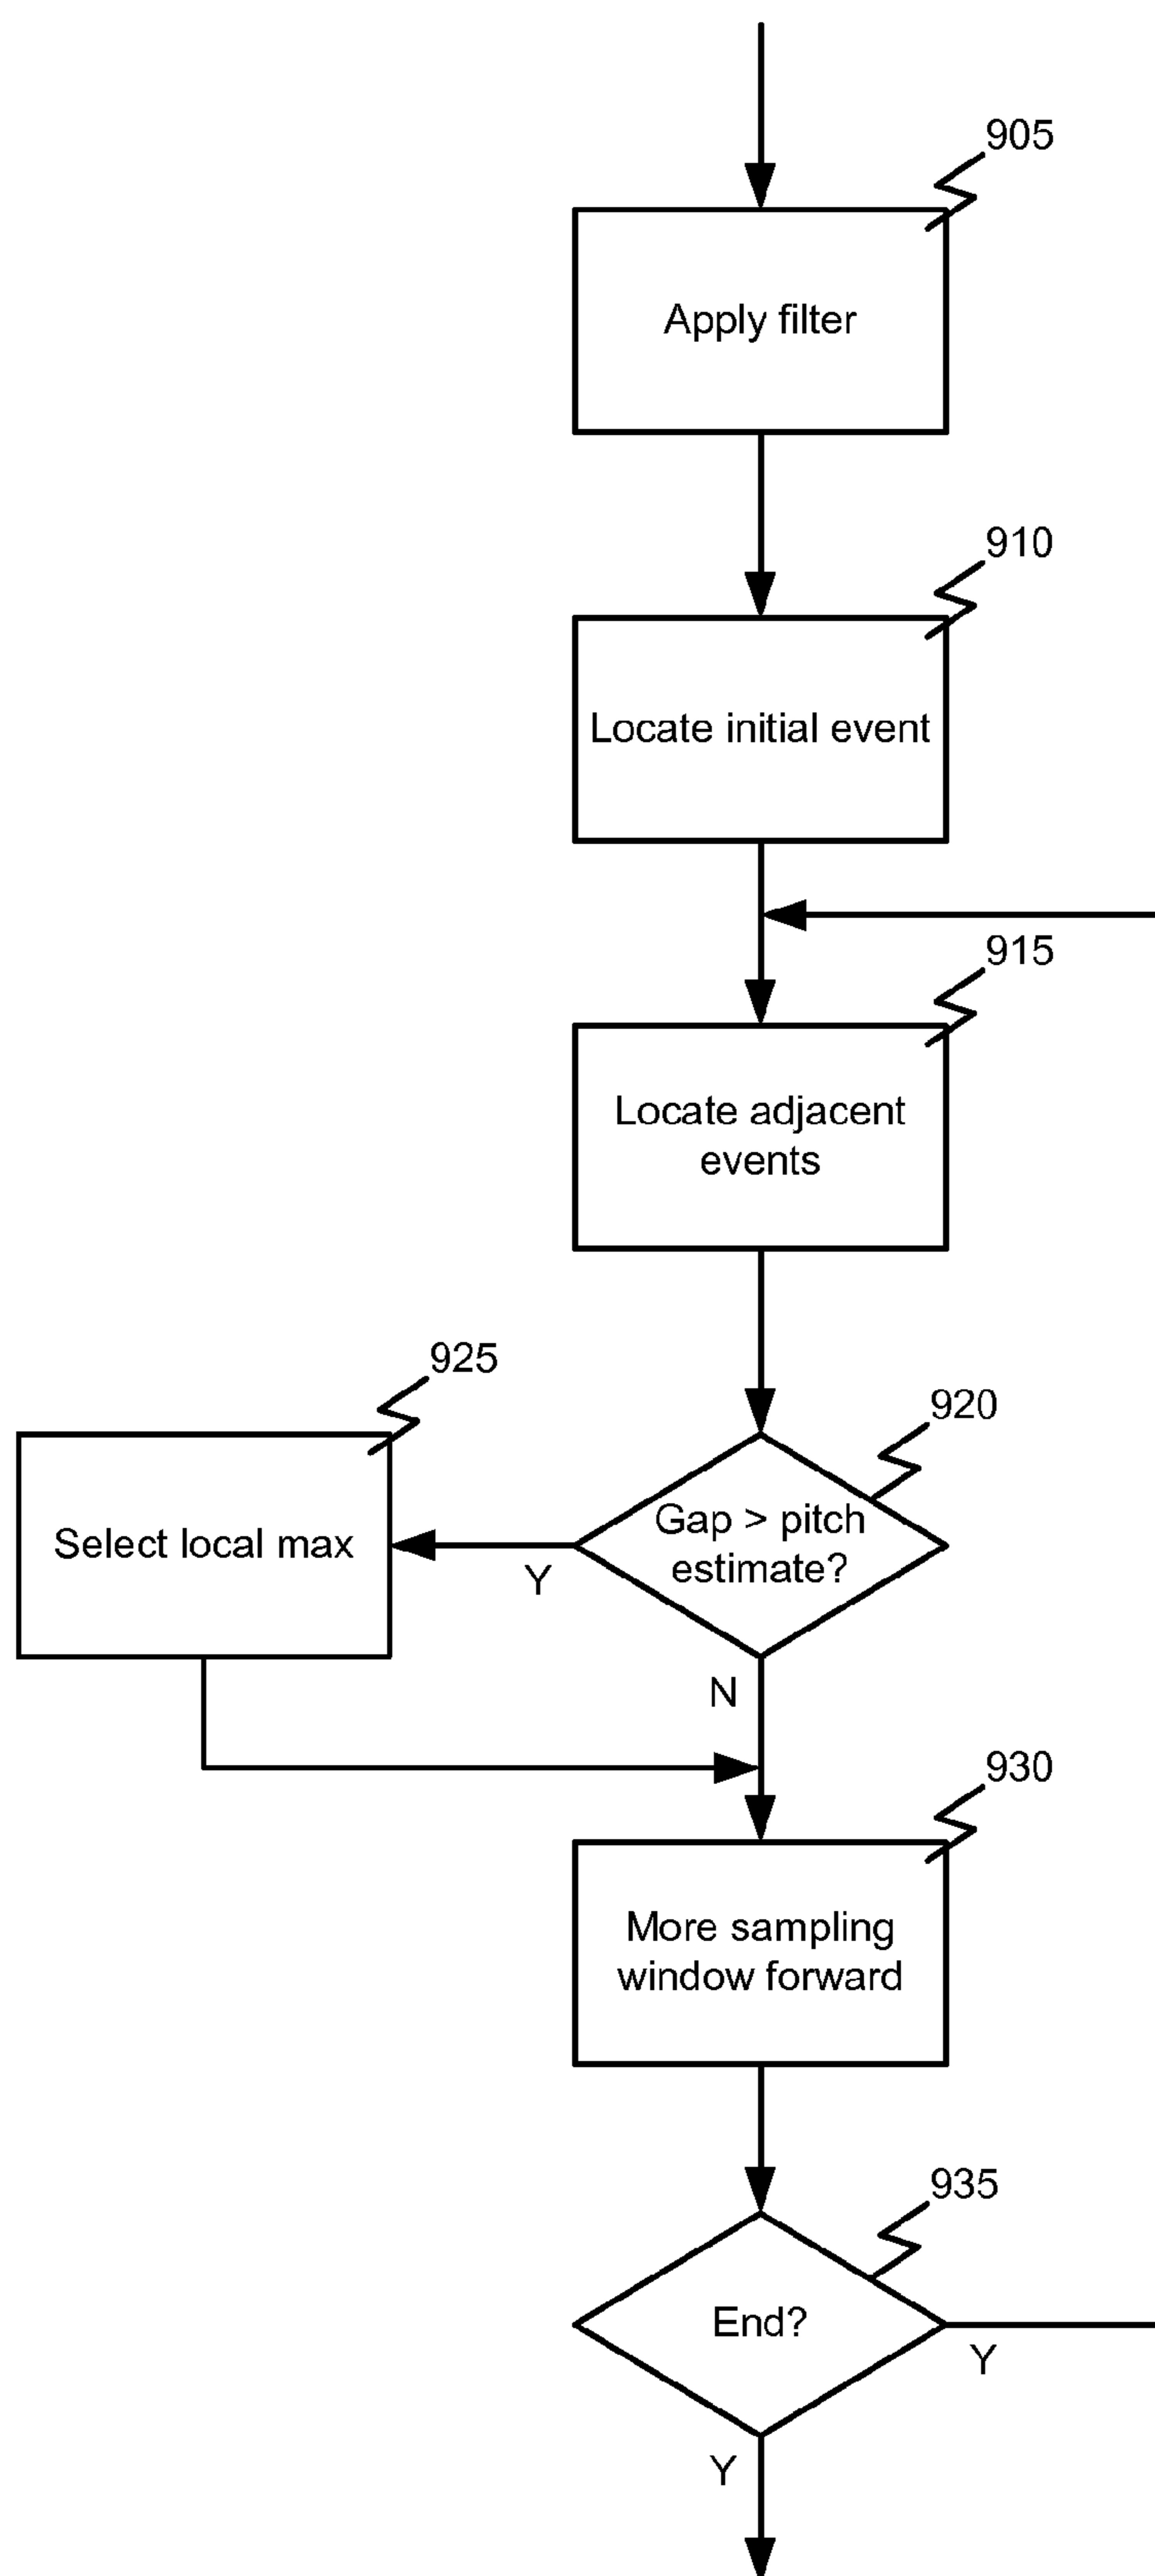 905
Apply filter
910
Locate initial event
915
Locate adjacent
events
925
920
Select local max
Gap > pitch
estimate?
Y
N
930
More sampling
window forward
935
End?
Y
Y